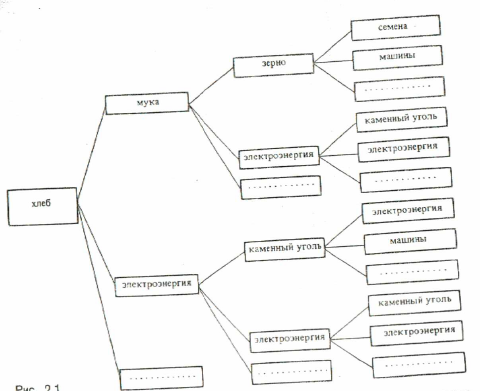 семена
зерно
машины
. . . . . . . . . . . .
мука
каменный уголь
электроэнергия
электроэнергия
. . . . . . . . . . . .
. . . . . . . . . . . .
хлеб
электроэнергия
каменный уголь
машины
электроэнергия
. . . . . . . . . . . .
каменный уголь
электроэнергия
электроэнергия
. . . . . . . . . . . .
. . . . . . . . . . . .
. . . . . . . . . . . .
Рис. 2.1